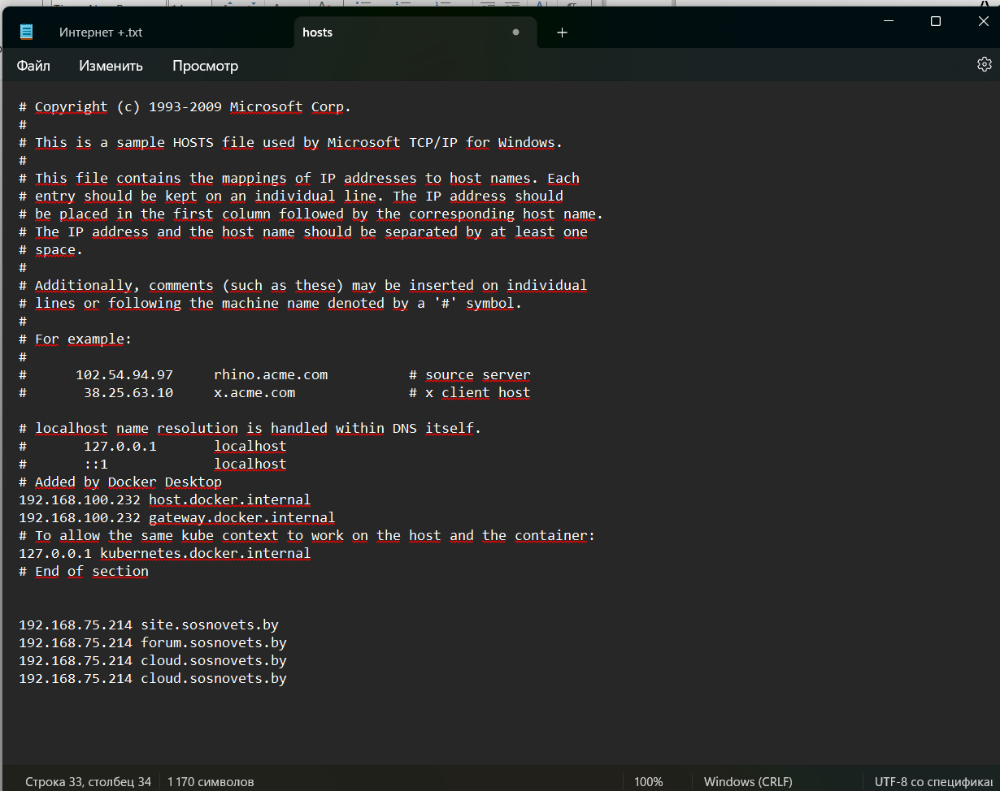 Интернет +.txt
hosts
Файл Изменить Просмотр
# Copyright (c) 1993-2009 Microsoft Corp.
#
# This is a sample HOSTS file used by Microsoft TCP/IP for Windows.
#
# This file contains the mappings of IP addresses to host names. Each
# entry should be kept on an individual line. The IP address should
# be placed in the first column followed by the corresponding host name.
# The IP address and the host name should be separated by at least one
# space.
#
# Additionally, comments (such as these) may be inserted on individual
# lines or following the machine name denoted by a '#' symbol.
#
# For example:
#
#      102.54.94.97     rhino.acme.com          # source server
#       38.25.63.10     x.acme.com              # x client host
# localhost name resolution is handled within DNS itself.
#       127.0.0.1       localhost
#       ::1             localhost
# Added by Docker Desktop
192.168.100.232 host.docker.internal
192.168.100.232 gateway.docker.internal
# To allow the same kube context to work on the host and the container:
127.0.0.1 kubernetes.docker.internal
# End of section
192.168.75.214 site.sosnovets.by
192.168.75.214 forum.sosnovets.by
192.168.75.214 cloud.sosnovets.by
192.168.75.214 cloud.sosnovets.by
Строка 33, столбец 34 1 170 символов 100% Windows (CRLF) UTF-8 со специфика